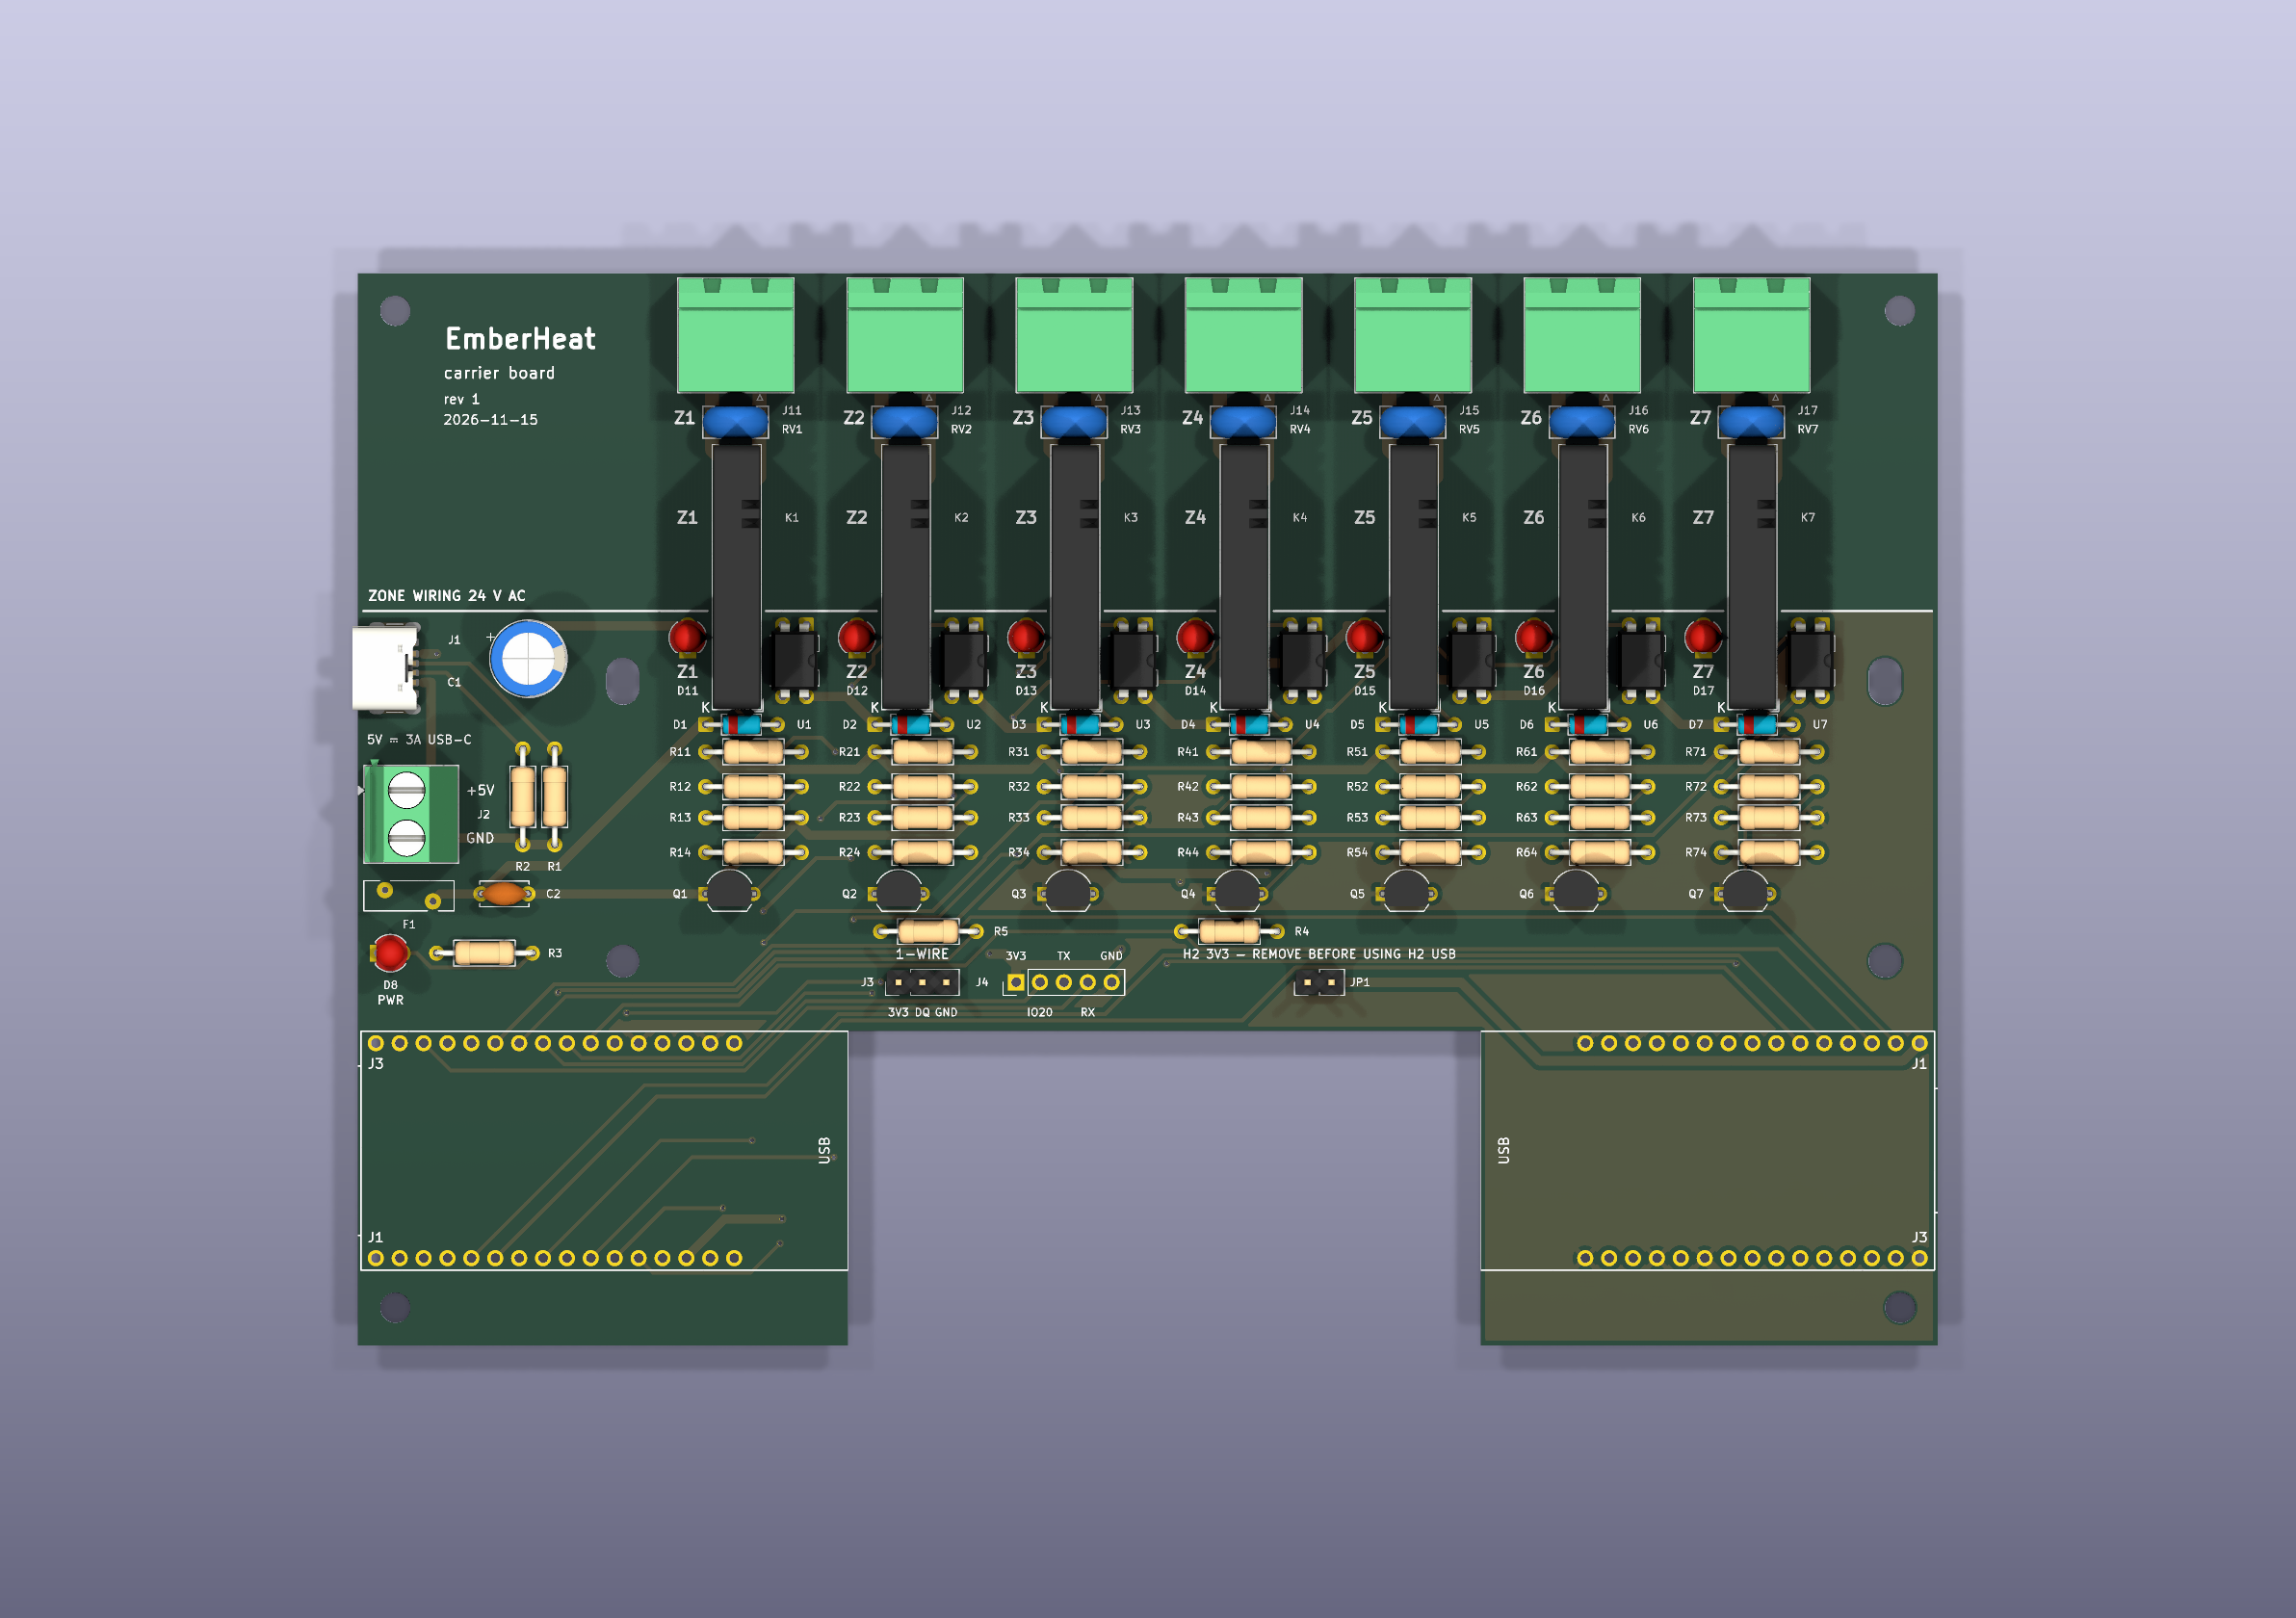 EmberHeat
carrier board
rev 1
2026-11-15
Z1 J11 Z2 J12 Z3 J13 Z4 J14 Z5 J15 Z6 J16 Z7 J17
RV1 RV2 RV3 RV4 RV5 RV6 RV7
Z1 K1 Z2 K2 Z3 K3 Z4 K4 Z5 K5 Z6 K6 Z7 K7
ZONE WIRING 24 V AC
J1 +
C1
Z1 Z2 Z3 Z4 Z5 Z6 Z7
D11 D12 D13 D14 D15 D16 D17
K K K K K K K
D1 U1 D2 U2 D3 U3 D4 U4 D5 U5 D6 U6 D7 U7
5V ⎓ 3A USB-C
R11 R21 R31 R41 R51 R61 R71
+5V
R12 R22 R32 R42 R52 R62 R72
J2
R13 R23 R33 R43 R53 R63 R73
GND
R14 R24 R34 R44 R54 R64 R74
R2 R1
C2 Q1 Q2 Q3 Q4 Q5 Q6 Q7
F1
R5 R4
R3
1-WIRE 3V3 TX GND H2 3V3 — REMOVE BEFORE USING H2 USB
D8
PWR
J3 J4 JP1
3V3 DQ GND IO20 RX
J3 J1
USB USB
J1 J3